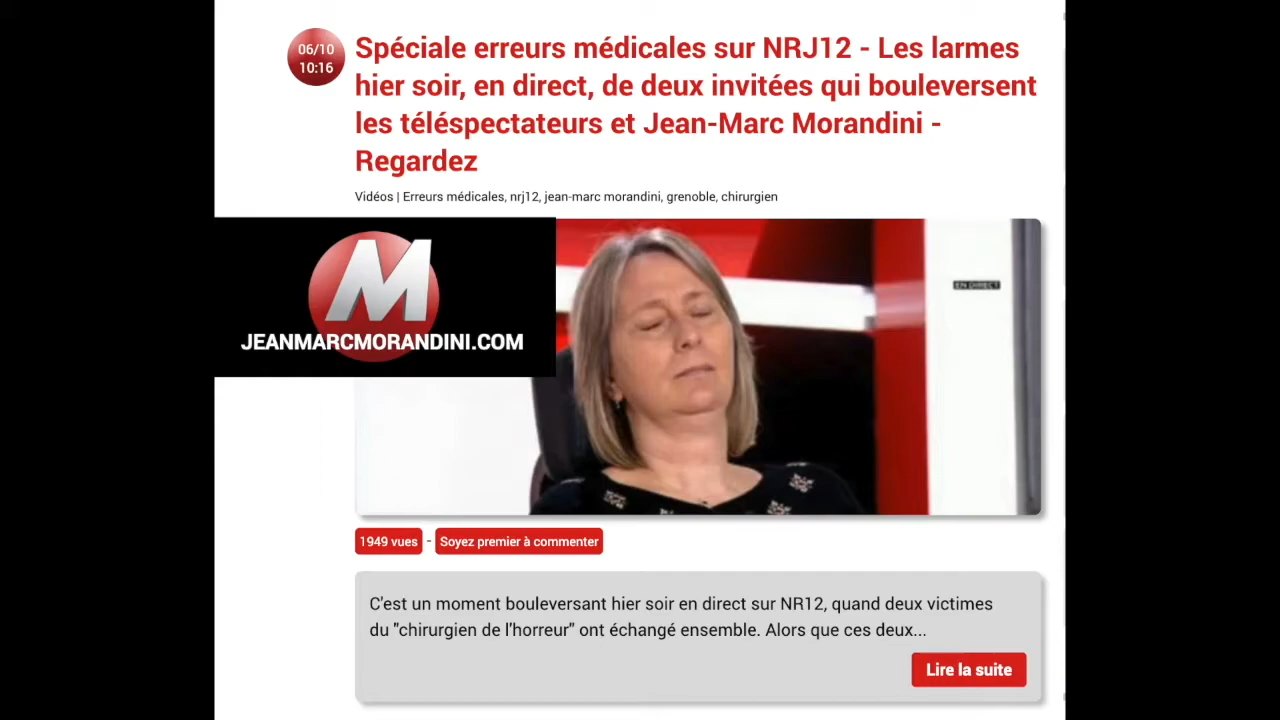 06/10
10:16
Spéciale erreurs médicales sur NRJ12 - Les larmes
hier soir, en direct, de deux invitées qui bouleversent
les téléspectateurs et Jean-Marc Morandini -
Regardez
Vidéos | Erreurs médicales, nrj12, jean-marc morandini, grenoble, chirurgien
M
JEANMARCMORANDINI.COM
EN DIRECT
1949 vues - Soyez premier à commenter
C'est un moment bouleversant hier soir en direct sur NR12, quand deux victimes
du "chirurgien de l'horreur" ont échangé ensemble. Alors que ces deux...
Lire la suite